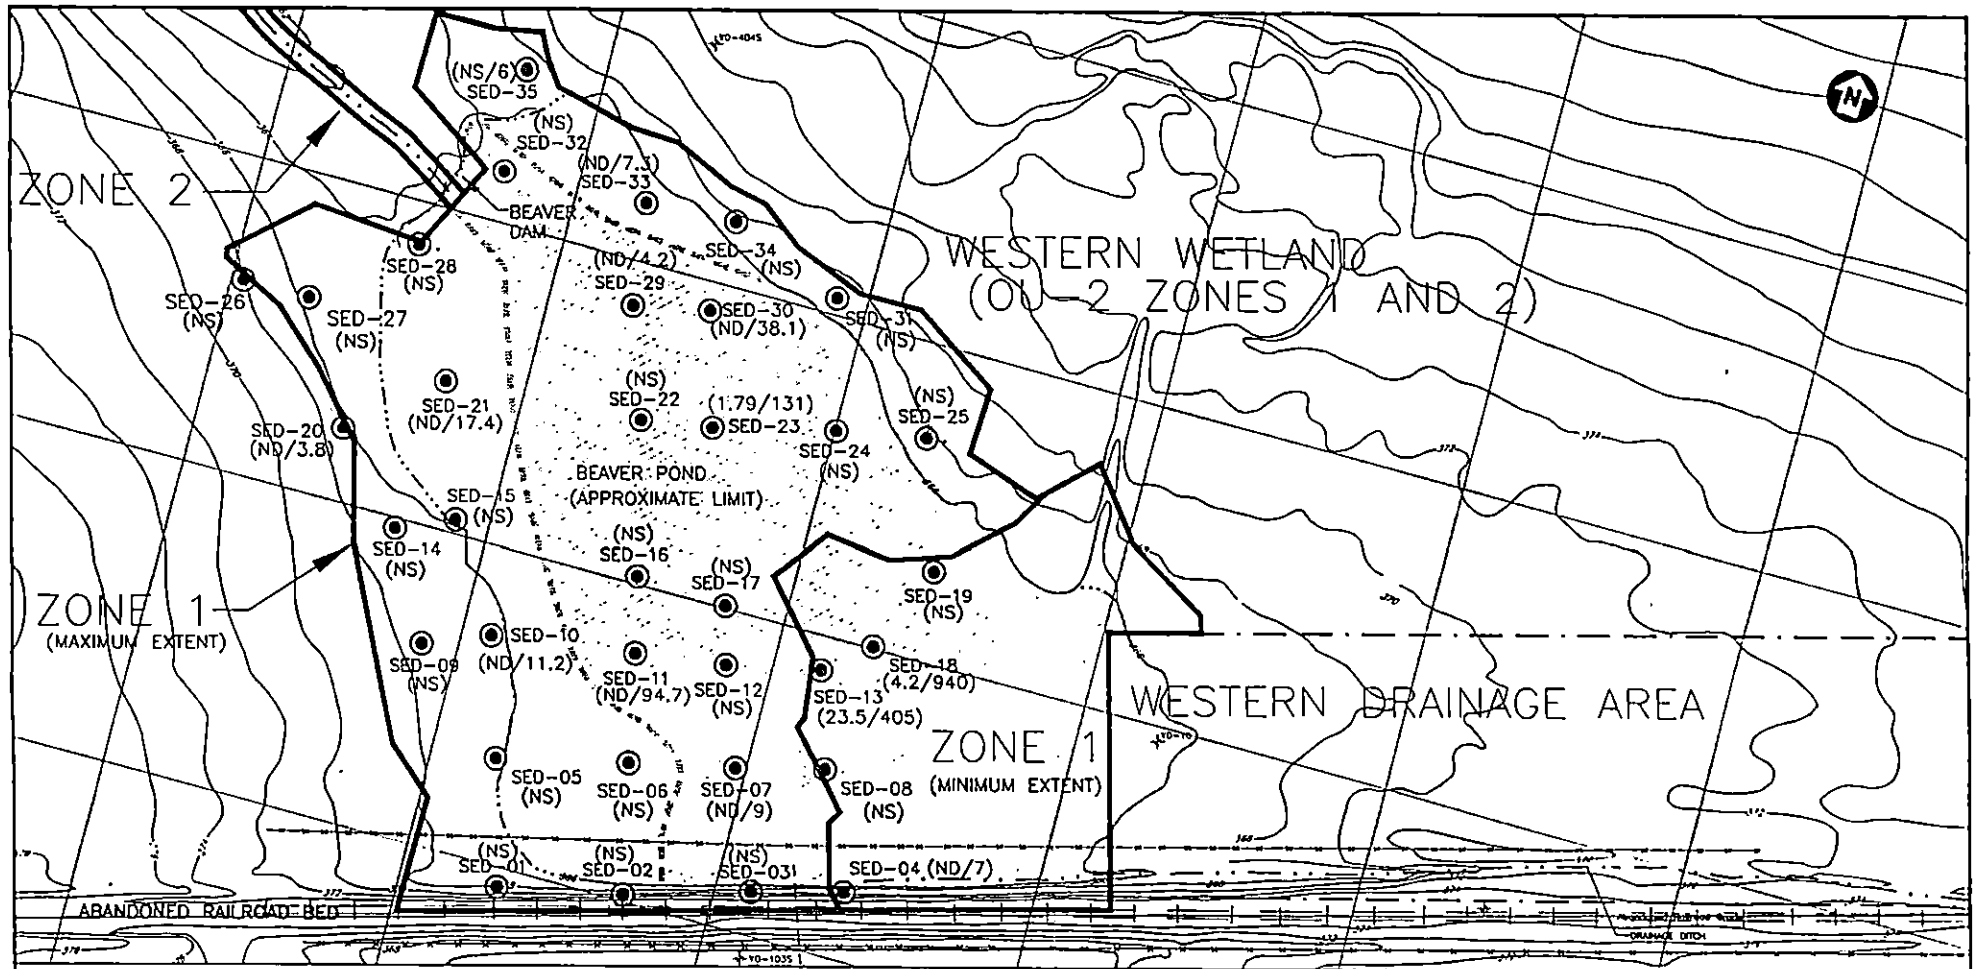 (NS/6)
SED-35
N
(NS)
SED-32
(ND/7.3)
SED-33
ZONE 2
BEAVER
DAM
SED-34
(NS)
WESTERN WETLAND
(OU-2 ZONES 1 AND 2)
SED-28
(NS)
(ND/4.2)
SED-29
SED-26
(NS)
SED-27
(NS)
SED-30
(ND/38.1)
SED-31
(NS)
SED-21
(ND/17.4)
(NS)
SED-22
(1.79/131)
SED-23
(NS)
SED-25
SED-20
(ND/3.8)
SED-24
(NS)
372
374
370
BEAVER POND
(APPROXIMATE LIMIT)
SED-15
(NS)
SED-14
(NS)
(NS)
SED-16
(NS)
SED-17
SED-19
(NS)
ZONE 1
(MAXIMUM EXTENT)
SED-09
(NS)
SED-10
(ND/11.2)
SED-11
(ND/94.7)
SED-12
(NS)
SED-18
(4.2/940)
SED-13
(23.5/405)
WESTERN DRAINAGE AREA
ZONE 1
(MINIMUM EXTENT)
SED-05
(NS)
SED-06
(NS)
SED-07
(ND/9)
SED-08
(NS)
368
(NS)
SED-01
(NS)
SED-02
(NS)
SED-03
SED-04 (ND/7)
ABANDONED RAILROAD BED
DRAINAGE DITCH